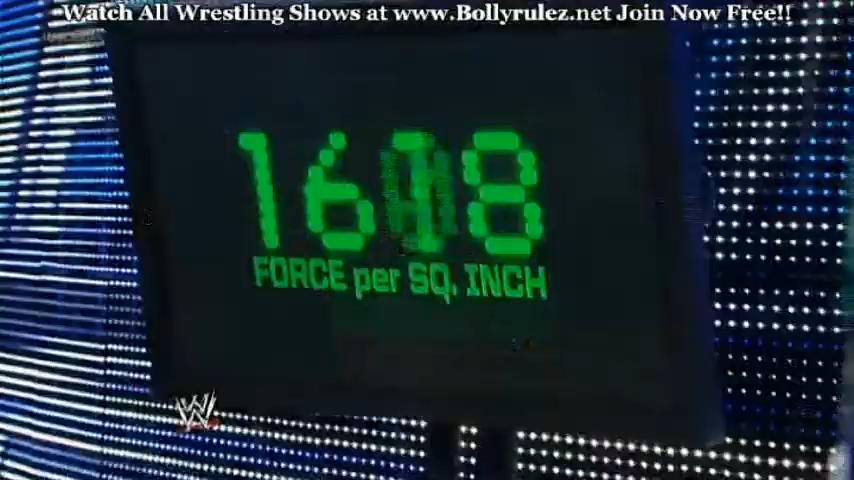 Watch All Wrestling Shows at www.Bollyrulez.net Join Now Free!!
FORCE per SQ. INCH
W